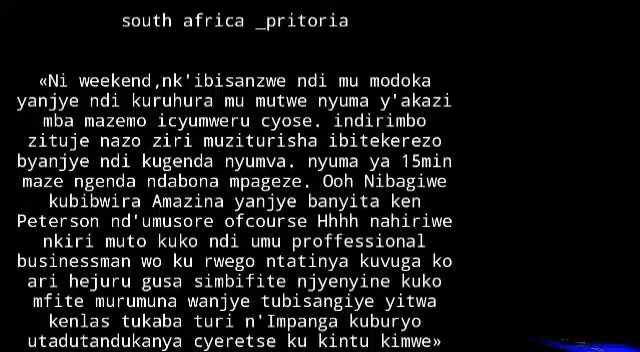 south africa _pritoria
«Ni weekend,nk'ibisanzwe ndi mu modoka
yanjye ndi kuruhura mu mutwe nyuma y'akazi
mba mazemo icyumweru cyose. indirimbo
zituje nazo ziri muziturisha ibitekerezo
byanjye ndi kugenda nyumva. nyuma ya 15min
maze ngenda ndabona mpageze. Ooh Nibagiwe
kubibwira Amazina yanjye banyita ken
Peterson nd'umusore ofcourse Hhhh nahiriwe
nkiri muto kuko ndi umu proffessional
businessman wo ku rwego ntatinya kuvuga ko
ari hejuru gusa simbifite njyenyine kuko
mfite murumuna wanjye tubisangiye yitwa
kenlas tukaba turi n'Impanga kuburyo
utadutandukanya cyeretse ku kintu kimwe»